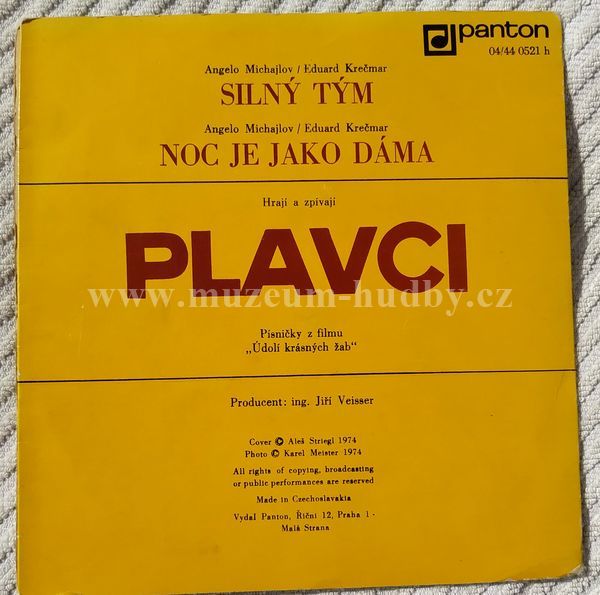 panton
04/44 0521 h
Angelo Michajlov / Eduard Krečmar
SILNÝ TÝM
Angelo Michajlov / Eduard Krečmar
NOC JE JAKO DÁMA
Hrají a zpívají
PLAVCI
www.muzeum-hudby.cz
Písničky z filmu
„Údolí krásných žab“
Producent: ing. Jiří Veisser
Cover © Aleš Striegl 1974
Photo © Karel Meister 1974
All rights of copying, broadcasting
or public performances are reserved
Made in Czechoslavakia
Vydal Panton, Říční 12, Praha 1 -
Malá Strana